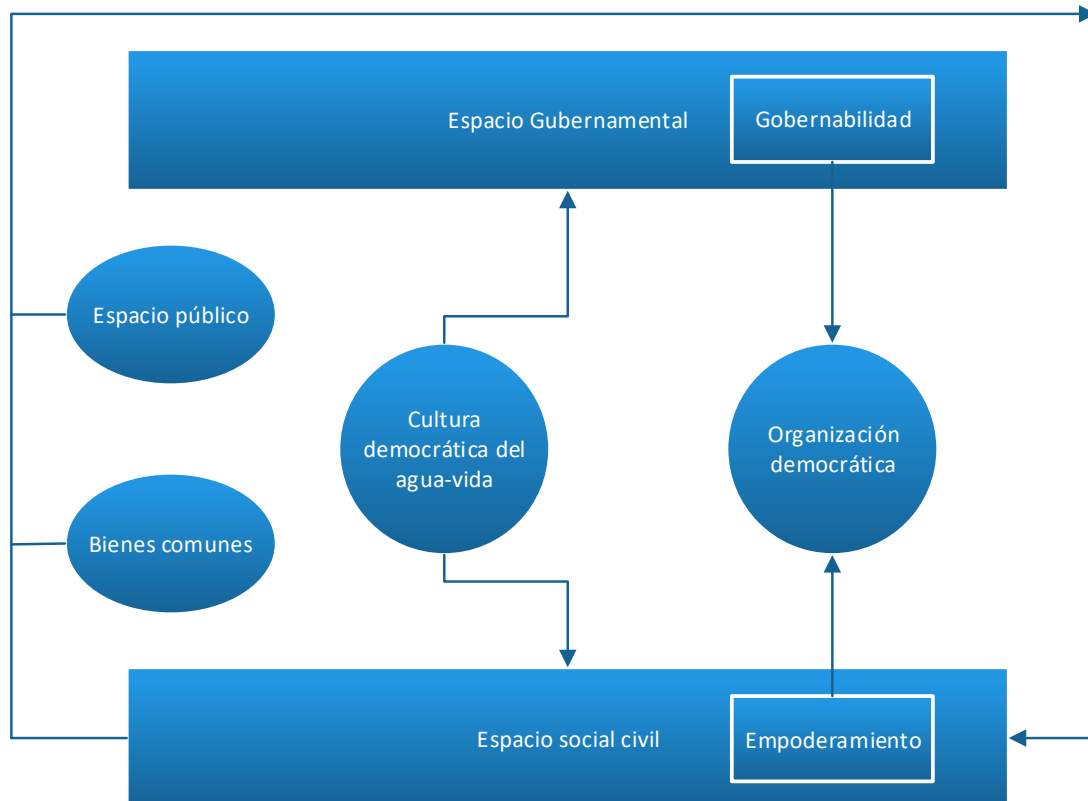 Espacio Gubernamental
Gobernabilidad
Espacio público
Cultura
democrática del
agua-vida
Organización
democrática
Bienes comunes
Espacio social civil
Empoderamiento